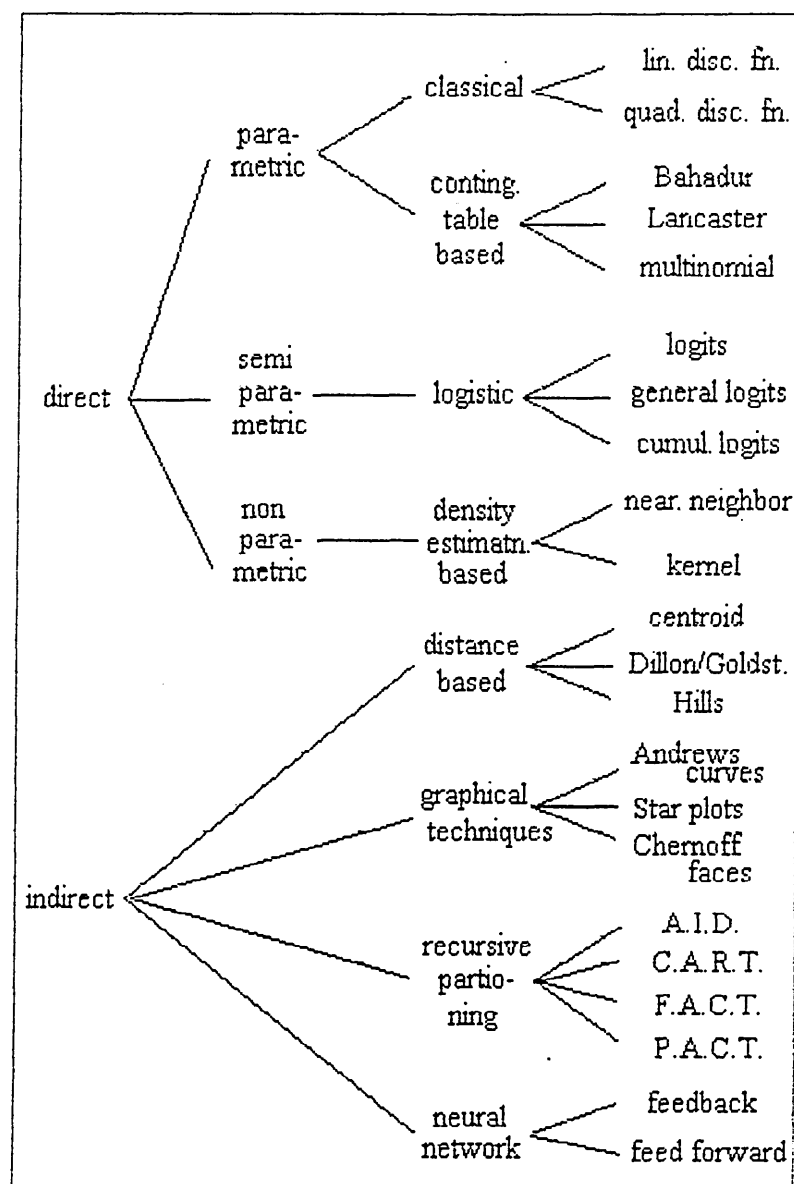 lin. disc. fn.
classical
quad. disc. fn.
para-
metric
conting.
table
based
Bahadur
Lancaster
multinomial
direct
semi
para-
metric
logistic
logits
general logits
cumul. logits
non
para-
metric
density
estimatn.
based
near. neighbor
kernel
indirect
distance
based
centroid
Dillon/Goldst.
Hills
graphical
techniques
Andrews
curves
Star plots
Chernoff
faces
recursive
partio-
ning
A.I.D.
C.A.R.T.
F.A.C.T.
P.A.C.T.
neural
network
feedback
feed forward